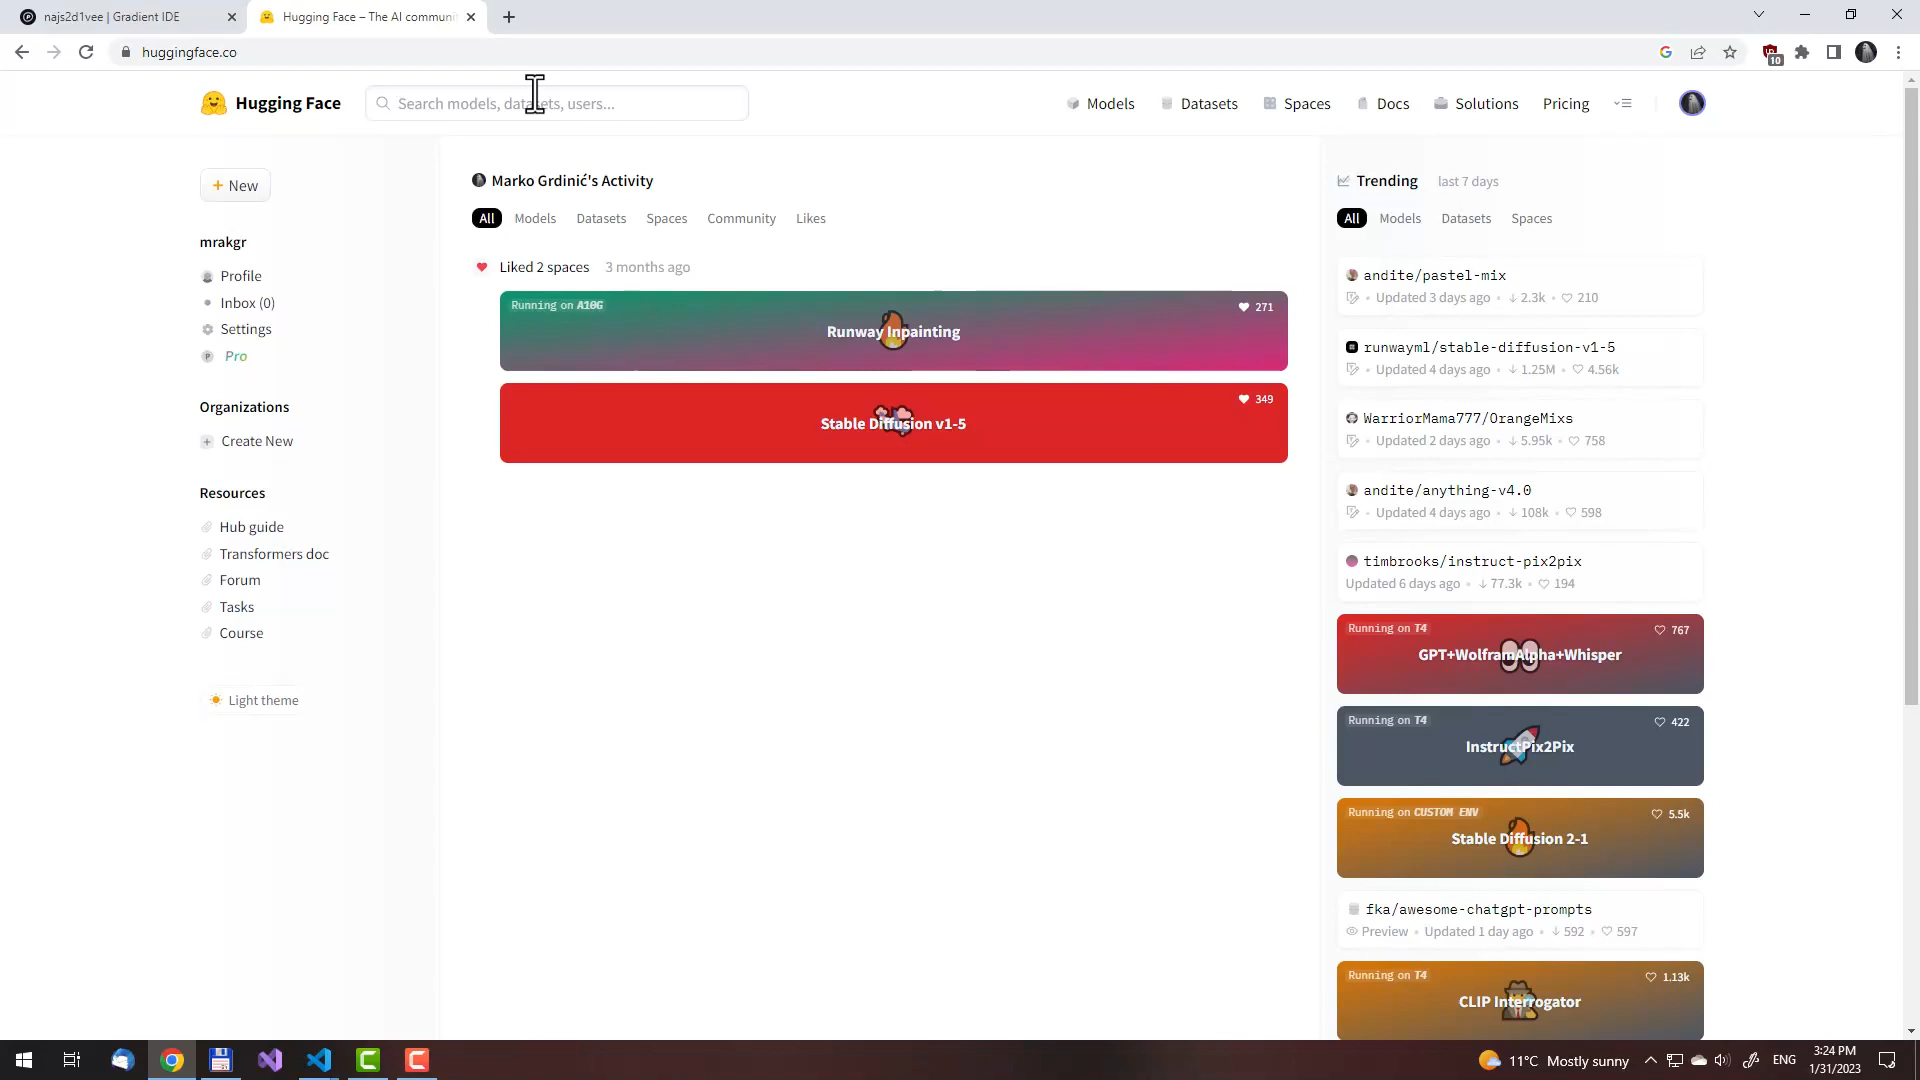 najs2d1vee | Gradient IDE
Hugging Face – The AI communi
huggingface.co
10
Hugging Face
Search models, datasets, users...
Models
Datasets
Spaces
Docs
Solutions
Pricing
+ New
mrakgr
Profile
Inbox (0)
Settings
Pro
Organizations
Create New
Resources
Hub guide
Transformers doc
Forum
Tasks
Course
Light theme
Marko Grdinić's Activity
All Models Datasets Spaces Community Likes
Liked 2 spaces 3 months ago
Running on A10G
271
Runway Inpainting
349
Stable Diffusion v1-5
Trending last 7 days
All Models Datasets Spaces
andite/pastel-mix
• Updated 3 days ago • ↓ 2.3k • ♡ 210
runwayml/stable-diffusion-v1-5
• Updated 4 days ago • ↓ 1.25M • ♡ 4.56k
WarriorMama777/OrangeMixs
• Updated 2 days ago • ↓ 5.95k • ♡ 758
andite/anything-v4.0
• Updated 4 days ago • ↓ 108k • ♡ 598
timbrooks/instruct-pix2pix
Updated 6 days ago • ↓ 77.3k • ♡ 194
Running on T4
767
GPT+WolframAlpha+Whisper
Running on T4
422
InstructPix2Pix
Running on CUSTOM ENV
5.5k
Stable Diffusion 2-1
fka/awesome-chatgpt-prompts
Preview • Updated 1 day ago • ↓ 592 • ♡ 597
Running on T4
1.13k
CLIP Interrogator
11°C Mostly sunny
ENG
3:24 PM
1/31/2023